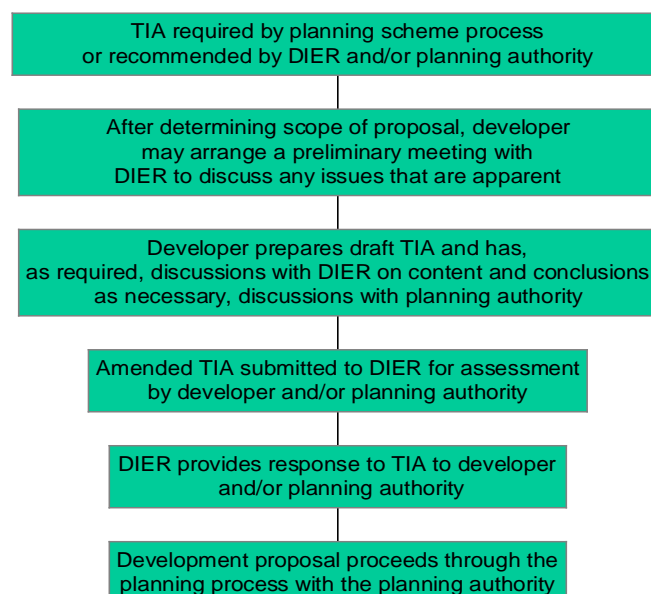 TIA required by planning scheme process
or recommended by DIER and/or planning authority
After determining scope of proposal, developer
may arrange a preliminary meeting with
DIER to discuss any issues that are apparent
Developer prepares draft TIA and has,
as required, discussions with DIER on content and conclusions
as necessary, discussions with planning authority
Amended TIA submitted to DIER for assessment
by developer and/or planning authority
DIER provides response to TIA to developer
and/or planning authority
Development proposal proceeds through the
planning process with the planning authority